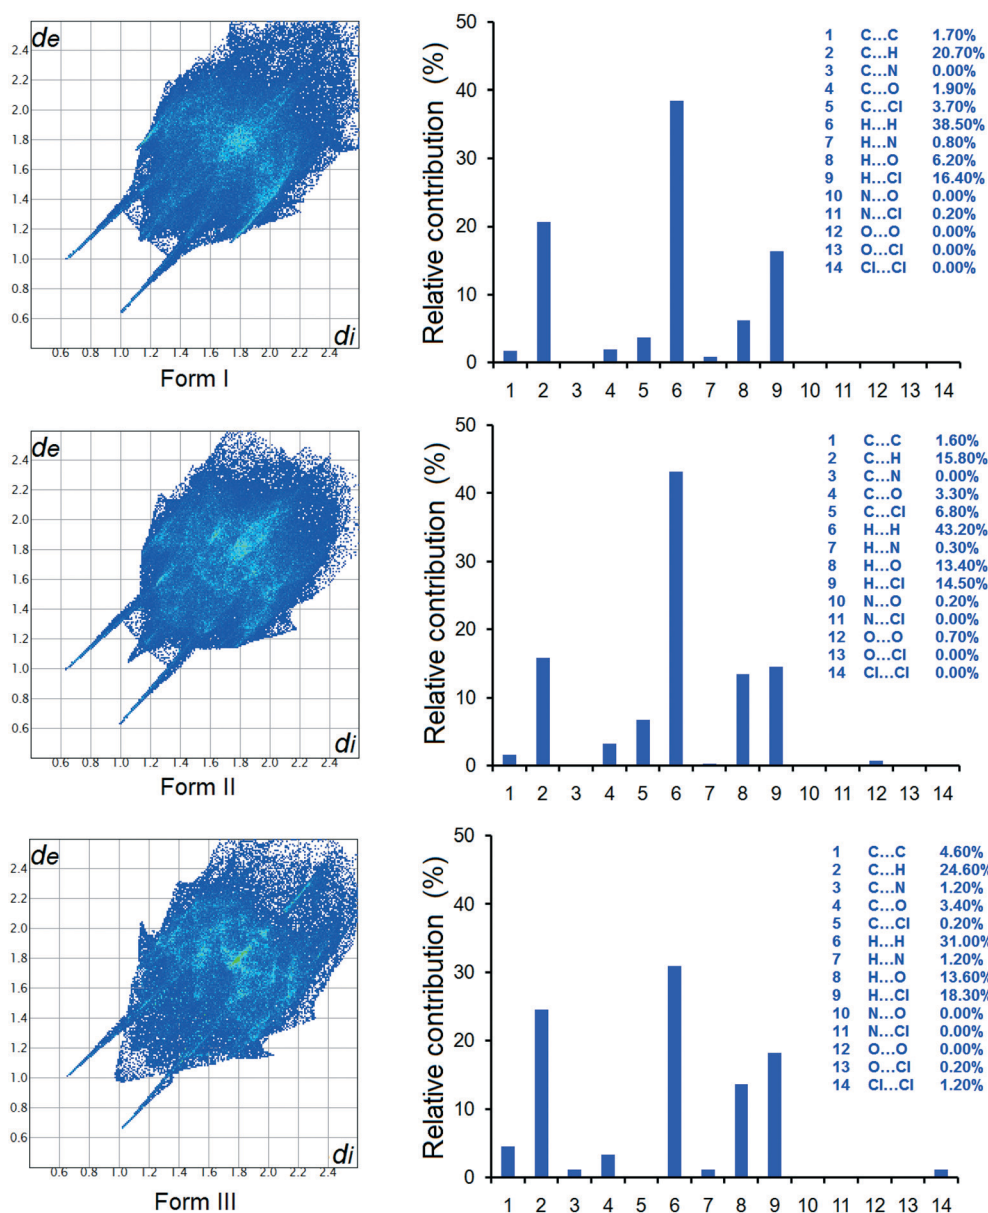 de
2.4
2.2
2.0
1.8
1.6
1.4
1.2
1.0
0.8
0.6
di
0.6 0.8 1.0 1.2 1.4 1.6 1.8 2.0 2.2 2.4
Form I
Relative contribution (%)
50
40
30
20
10
0
1 2 3 4 5 6 7 8 9 10 11 12 13 14
1 C...C 1.70%
2 C...H 20.70%
3 C...N 0.00%
4 C...O 1.90%
5 C...Cl 3.70%
6 H...H 38.50%
7 H...N 0.80%
8 H...O 6.20%
9 H...Cl 16.40%
10 N...O 0.00%
11 N...Cl 0.20%
12 O...O 0.00%
13 O...Cl 0.00%
14 Cl...Cl 0.00%
de
2.4
2.2
2.0
1.8
1.6
1.4
1.2
1.0
0.8
0.6
di
0.6 0.8 1.0 1.2 1.4 1.6 1.8 2.0 2.2 2.4
Form II
Relative contribution (%)
50
40
30
20
10
0
1 2 3 4 5 6 7 8 9 10 11 12 13 14
1 C...C 1.60%
2 C...H 15.80%
3 C...N 0.00%
4 C...O 3.30%
5 C...Cl 6.80%
6 H...H 43.20%
7 H...N 0.30%
8 H...O 13.40%
9 H...Cl 14.50%
10 N...O 0.20%
11 N...Cl 0.00%
12 O...O 0.70%
13 O...Cl 0.00%
14 Cl...Cl 0.00%
de
2.4
2.2
2.0
1.8
1.6
1.4
1.2
1.0
0.8
0.6
di
0.6 0.8 1.0 1.2 1.4 1.6 1.8 2.0 2.2 2.4
Form III
Relative contribution (%)
50
40
30
20
10
0
1 2 3 4 5 6 7 8 9 10 11 12 13 14
1 C...C 4.60%
2 C...H 24.60%
3 C...N 1.20%
4 C...O 3.40%
5 C...Cl 0.20%
6 H...H 31.00%
7 H...N 1.20%
8 H...O 13.60%
9 H...Cl 18.30%
10 N...O 0.00%
11 N...Cl 0.00%
12 O...O 0.00%
13 O...Cl 0.20%
14 Cl...Cl 1.20%